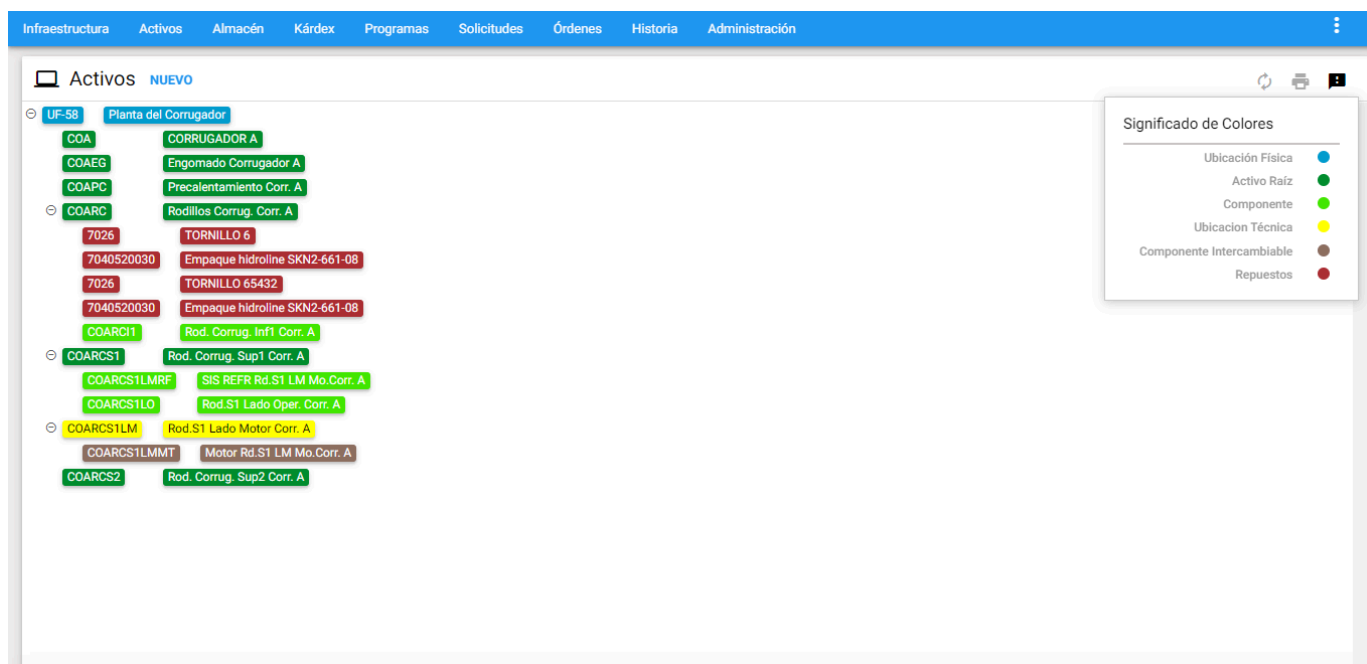 Infraestructura Activos Almacén Kárdex Programas Solicitudes Órdenes Historia Administración
Activos NUEVO
UF-58 Planta del Corrugador
COA CORRUGADOR A
COAEG Engomado Corrugador A
COAPC Precalentamiento Corr. A
COARC Rodillos Corrug. Corr. A
7026 TORNILLO 6
7040520030 Empaque hidroline SKN2-661-08
7026 TORNILLO 65432
7040520030 Empaque hidroline SKN2-661-08
COARCI1 Rod. Corrug. Inf1 Corr. A
COARCS1 Rod. Corrug. Sup1 Corr. A
COARCS1LMRF SIS REFR Rd.S1 LM Mo.Corr. A
COARCS1LO Rod.S1 Lado Oper. Corr. A
COARCS1LM Rod.S1 Lado Motor Corr. A
COARCS1LMMT Motor Rd.S1 LM Mo.Corr. A
COARCS2 Rod. Corrug. Sup2 Corr. A
Significado de Colores
Ubicación Física
Activo Raíz
Componente
Ubicacion Técnica
Componente Intercambiable
Repuestos